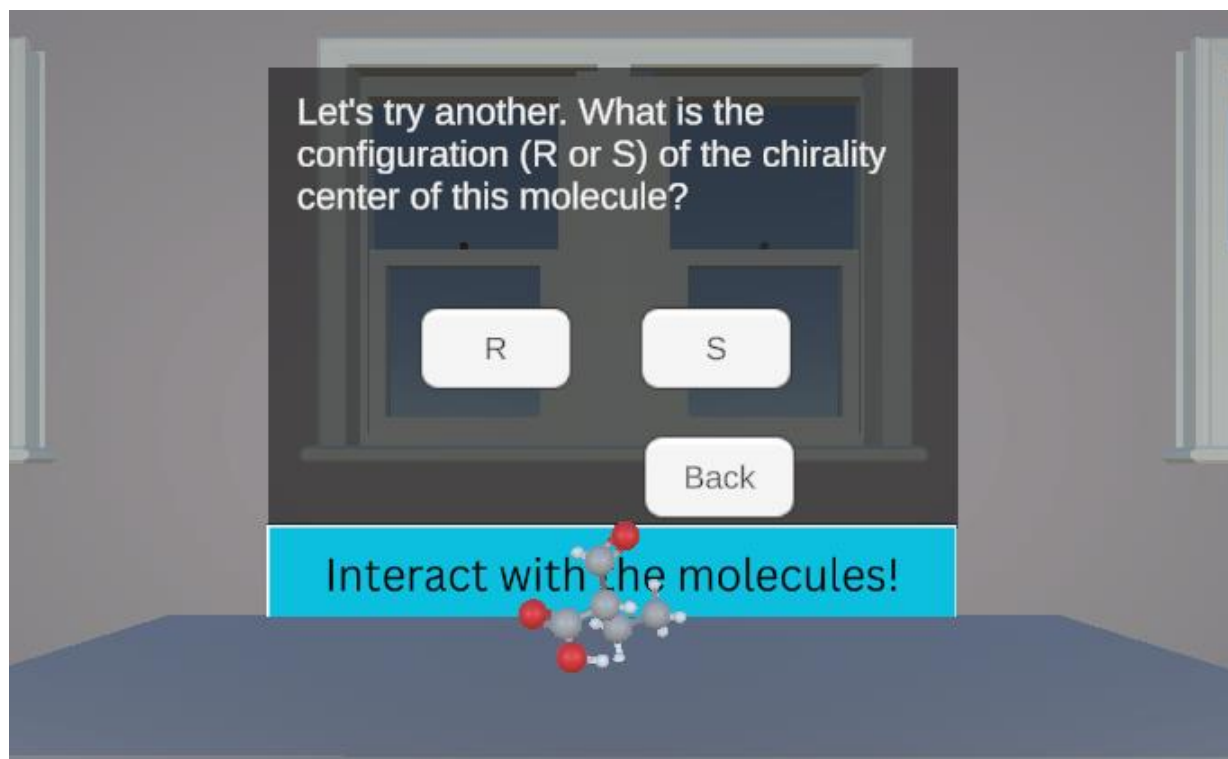 Let's try another. What is the
configuration (R or S) of the chirality
center of this molecule?
R S
Back
Interact with the molecules!